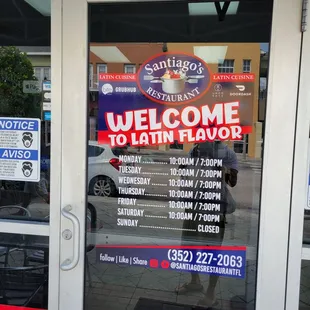 Santiago's
RESTAURANT
LATIN CUISINE
LATIN CUISINE
GRUBHUB
DOORDASH
WELCOME
TO LATIN FLAVOR
MONDAY 10:00AM / 7:00PM
TUESDAY 10:00AM / 7:00PM
WEDNESDAY 10:00AM / 7:00PM
THURSDAY 10:00AM / 7:00PM
FRIDAY 10:00AM / 7:00PM
SATURDAY 10:00AM / 7:00PM
SUNDAY CLOSED
follow | Like | Share
(352) 227-2063
@SANTIAGOSRESTAURANTFL
NOTICE
AVISO